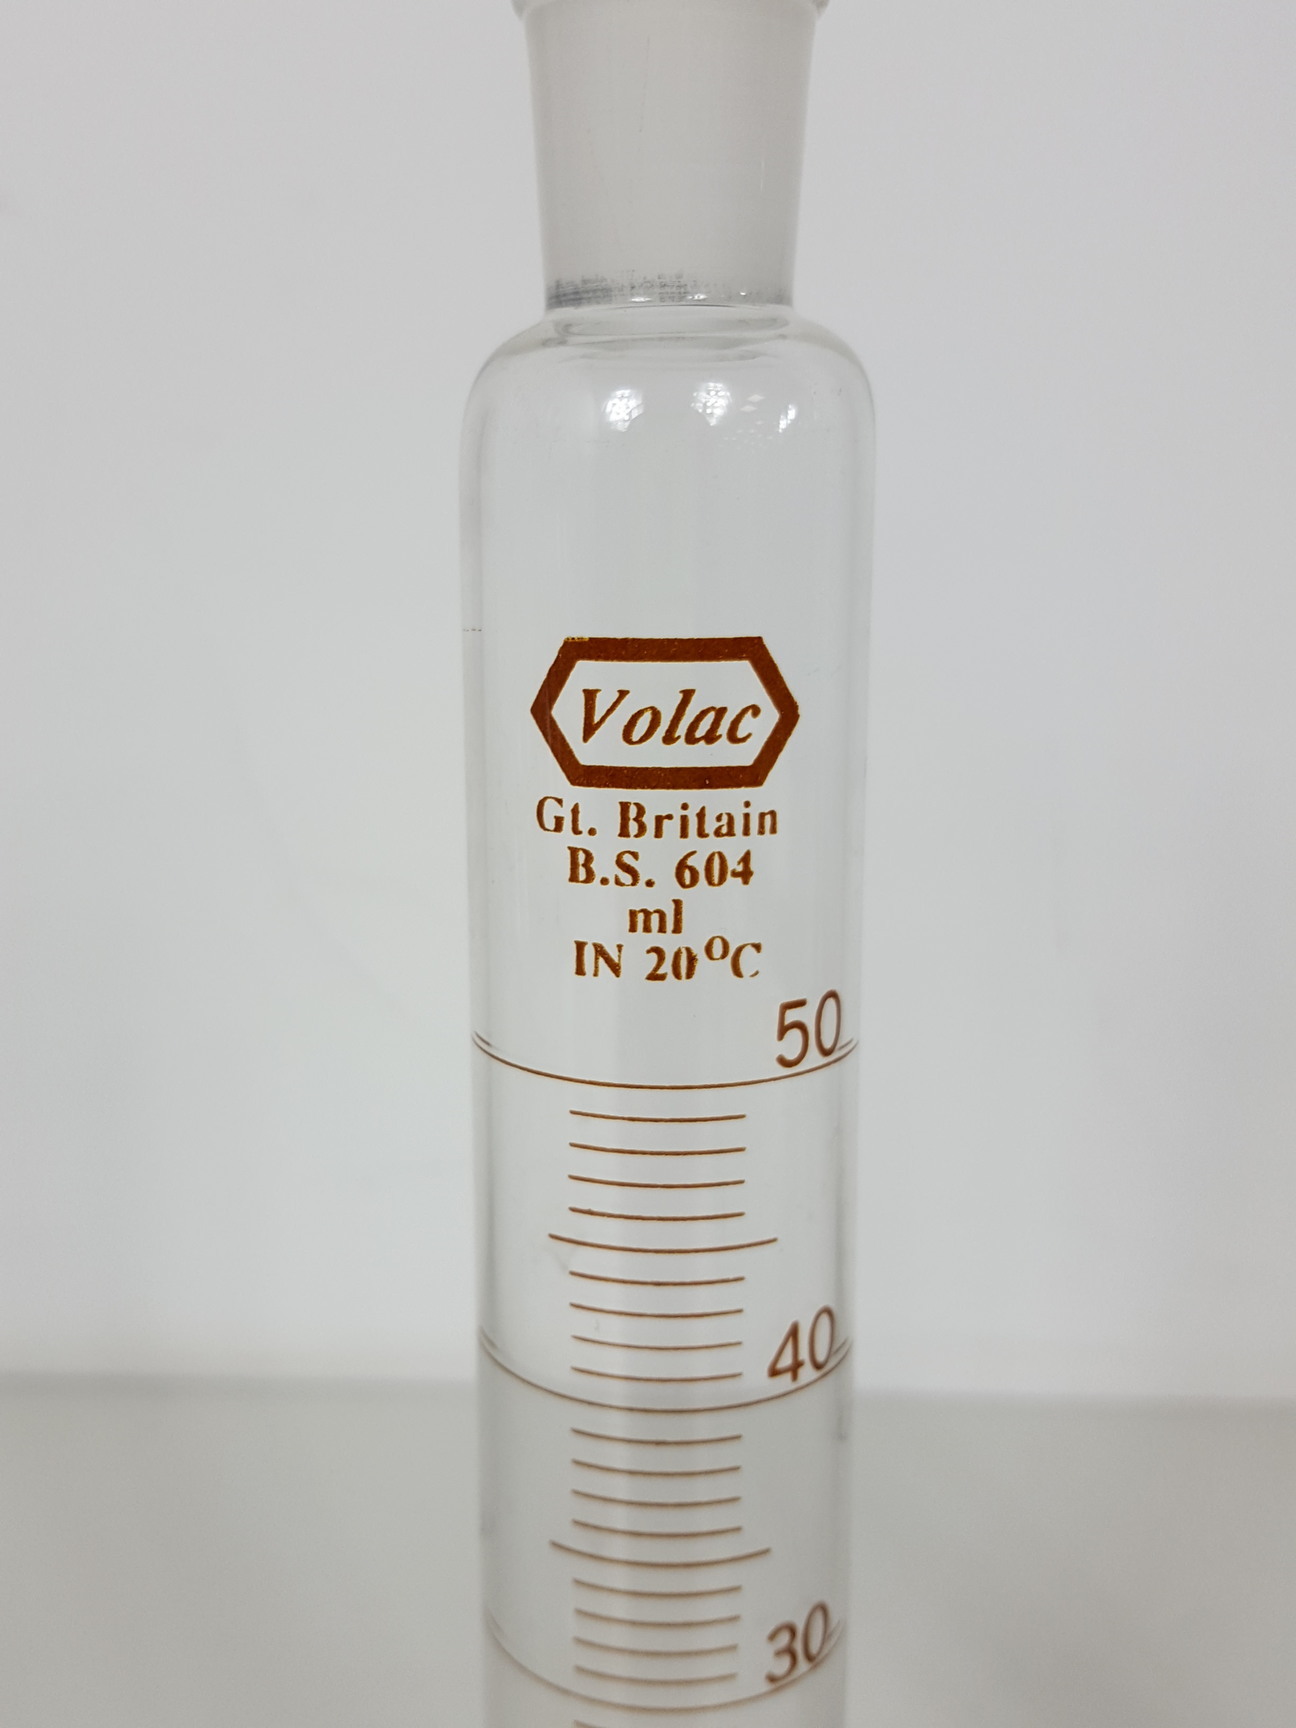 Volac
Gt. Britain
B.S. 604
ml
IN 20°C
50
40
30